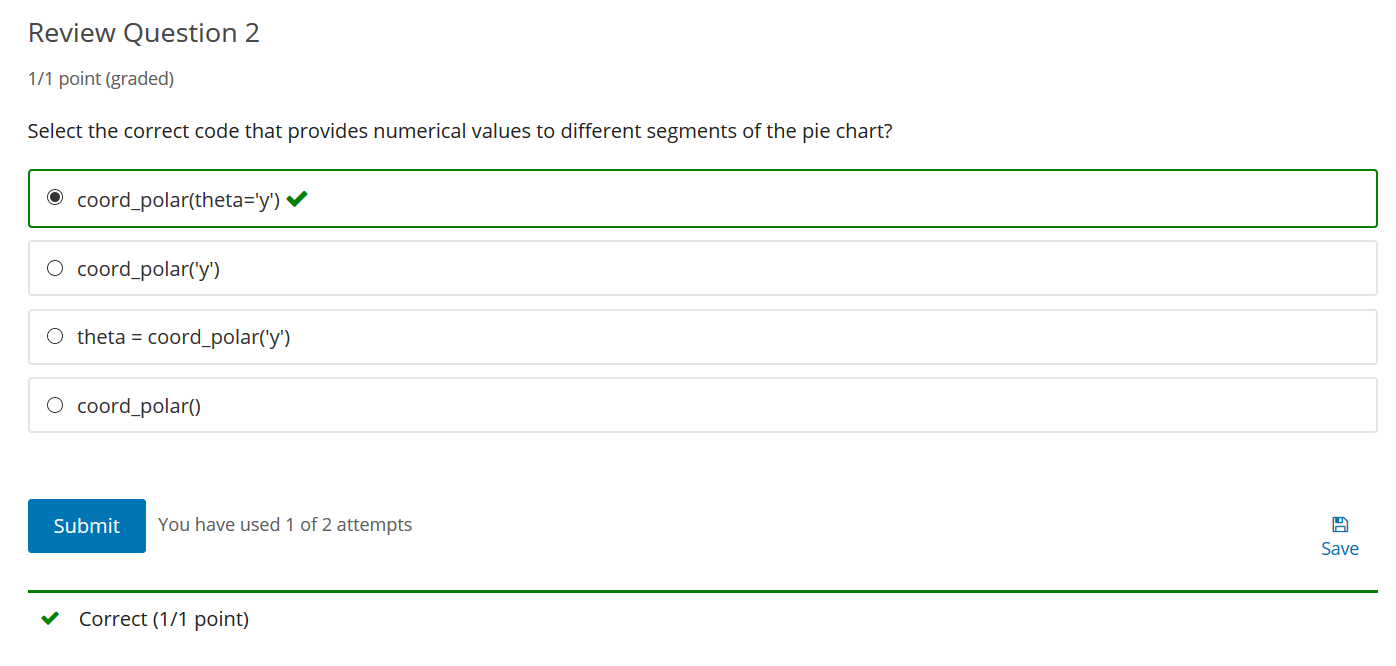 Review Question 2
1/1 point (graded)
Select the correct code that provides numerical values to different segments of the pie chart?
coord_polar(theta='y')
coord_polar('y')
theta = coord_polar('y')
coord_polar()
Submit
You have used 1 of 2 attempts
Save
Correct (1/1 point)